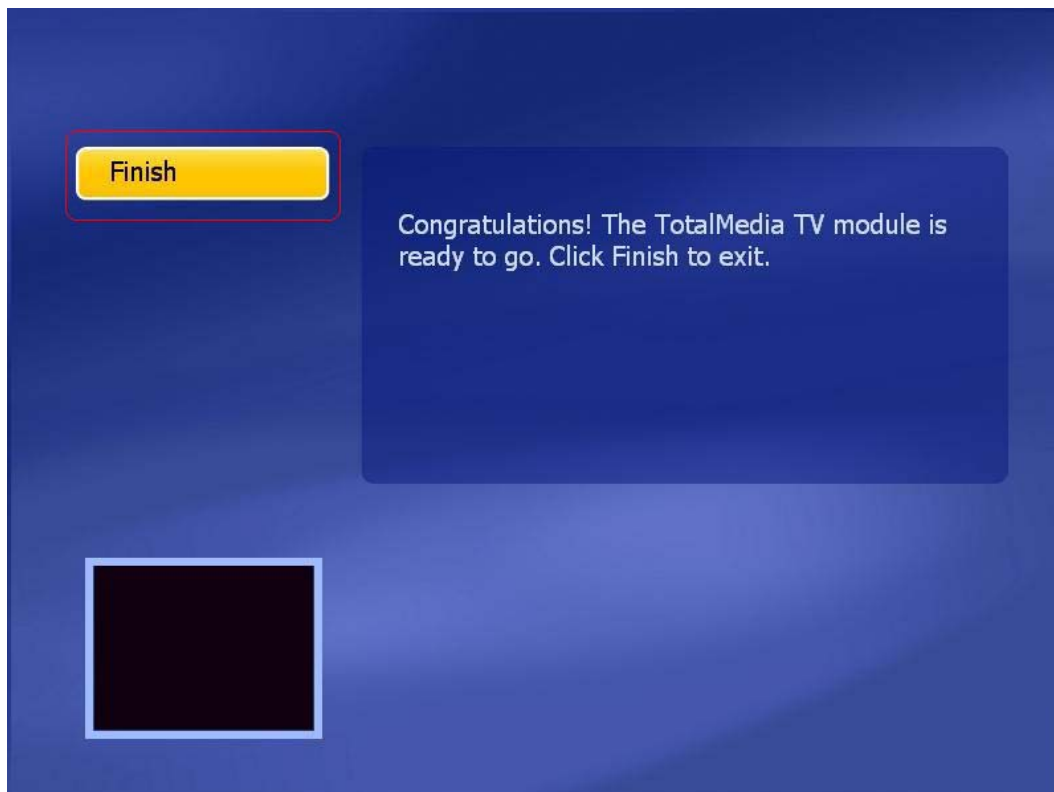 Finish
Congratulations! The TotalMedia TV module is
ready to go. Click Finish to exit.